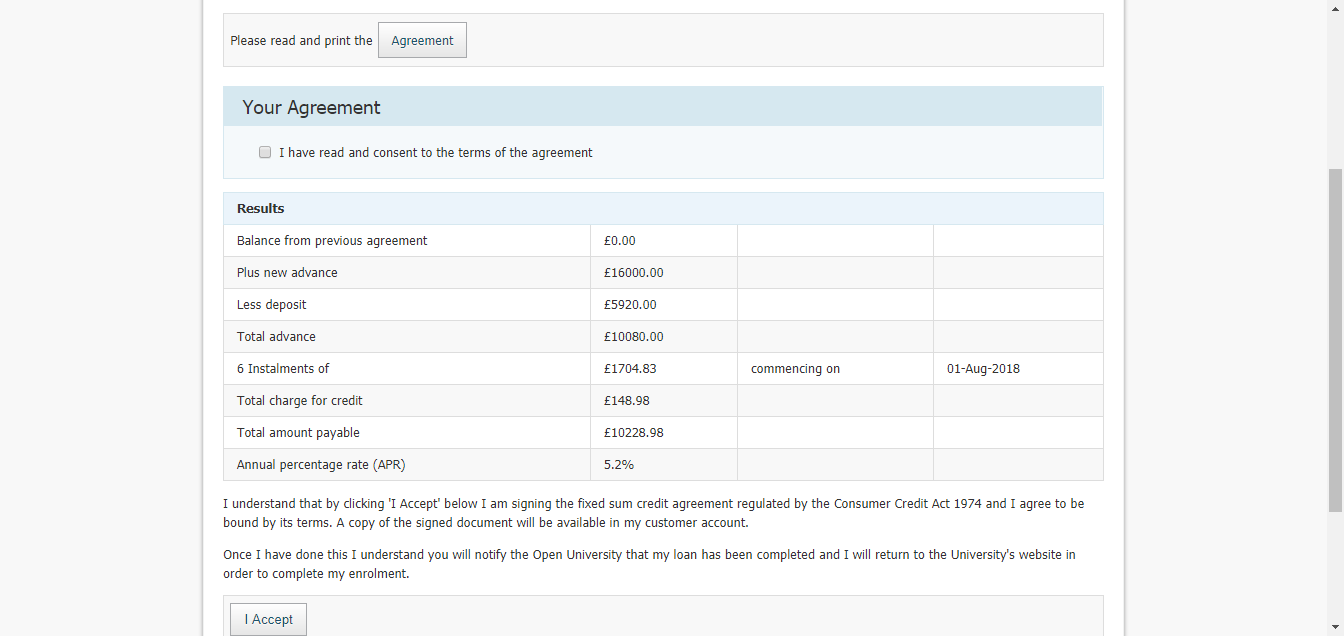 Please read and print the Agreement
Your Agreement
I have read and consent to the terms of the agreement
Results
Balance from previous agreement £0.00
Plus new advance £16000.00
Less deposit £5920.00
Total advance £10080.00
6 Instalments of £1704.83 commencing on 01-Aug-2018
Total charge for credit £148.98
Total amount payable £10228.98
Annual percentage rate (APR) 5.2%
I understand that by clicking 'I Accept' below I am signing the fixed sum credit agreement regulated by the Consumer Credit Act 1974 and I agree to be
bound by its terms. A copy of the signed document will be available in my customer account.
Once I have done this I understand you will notify the Open University that my loan has been completed and I will return to the University's website in
order to complete my enrolment.
I Accept